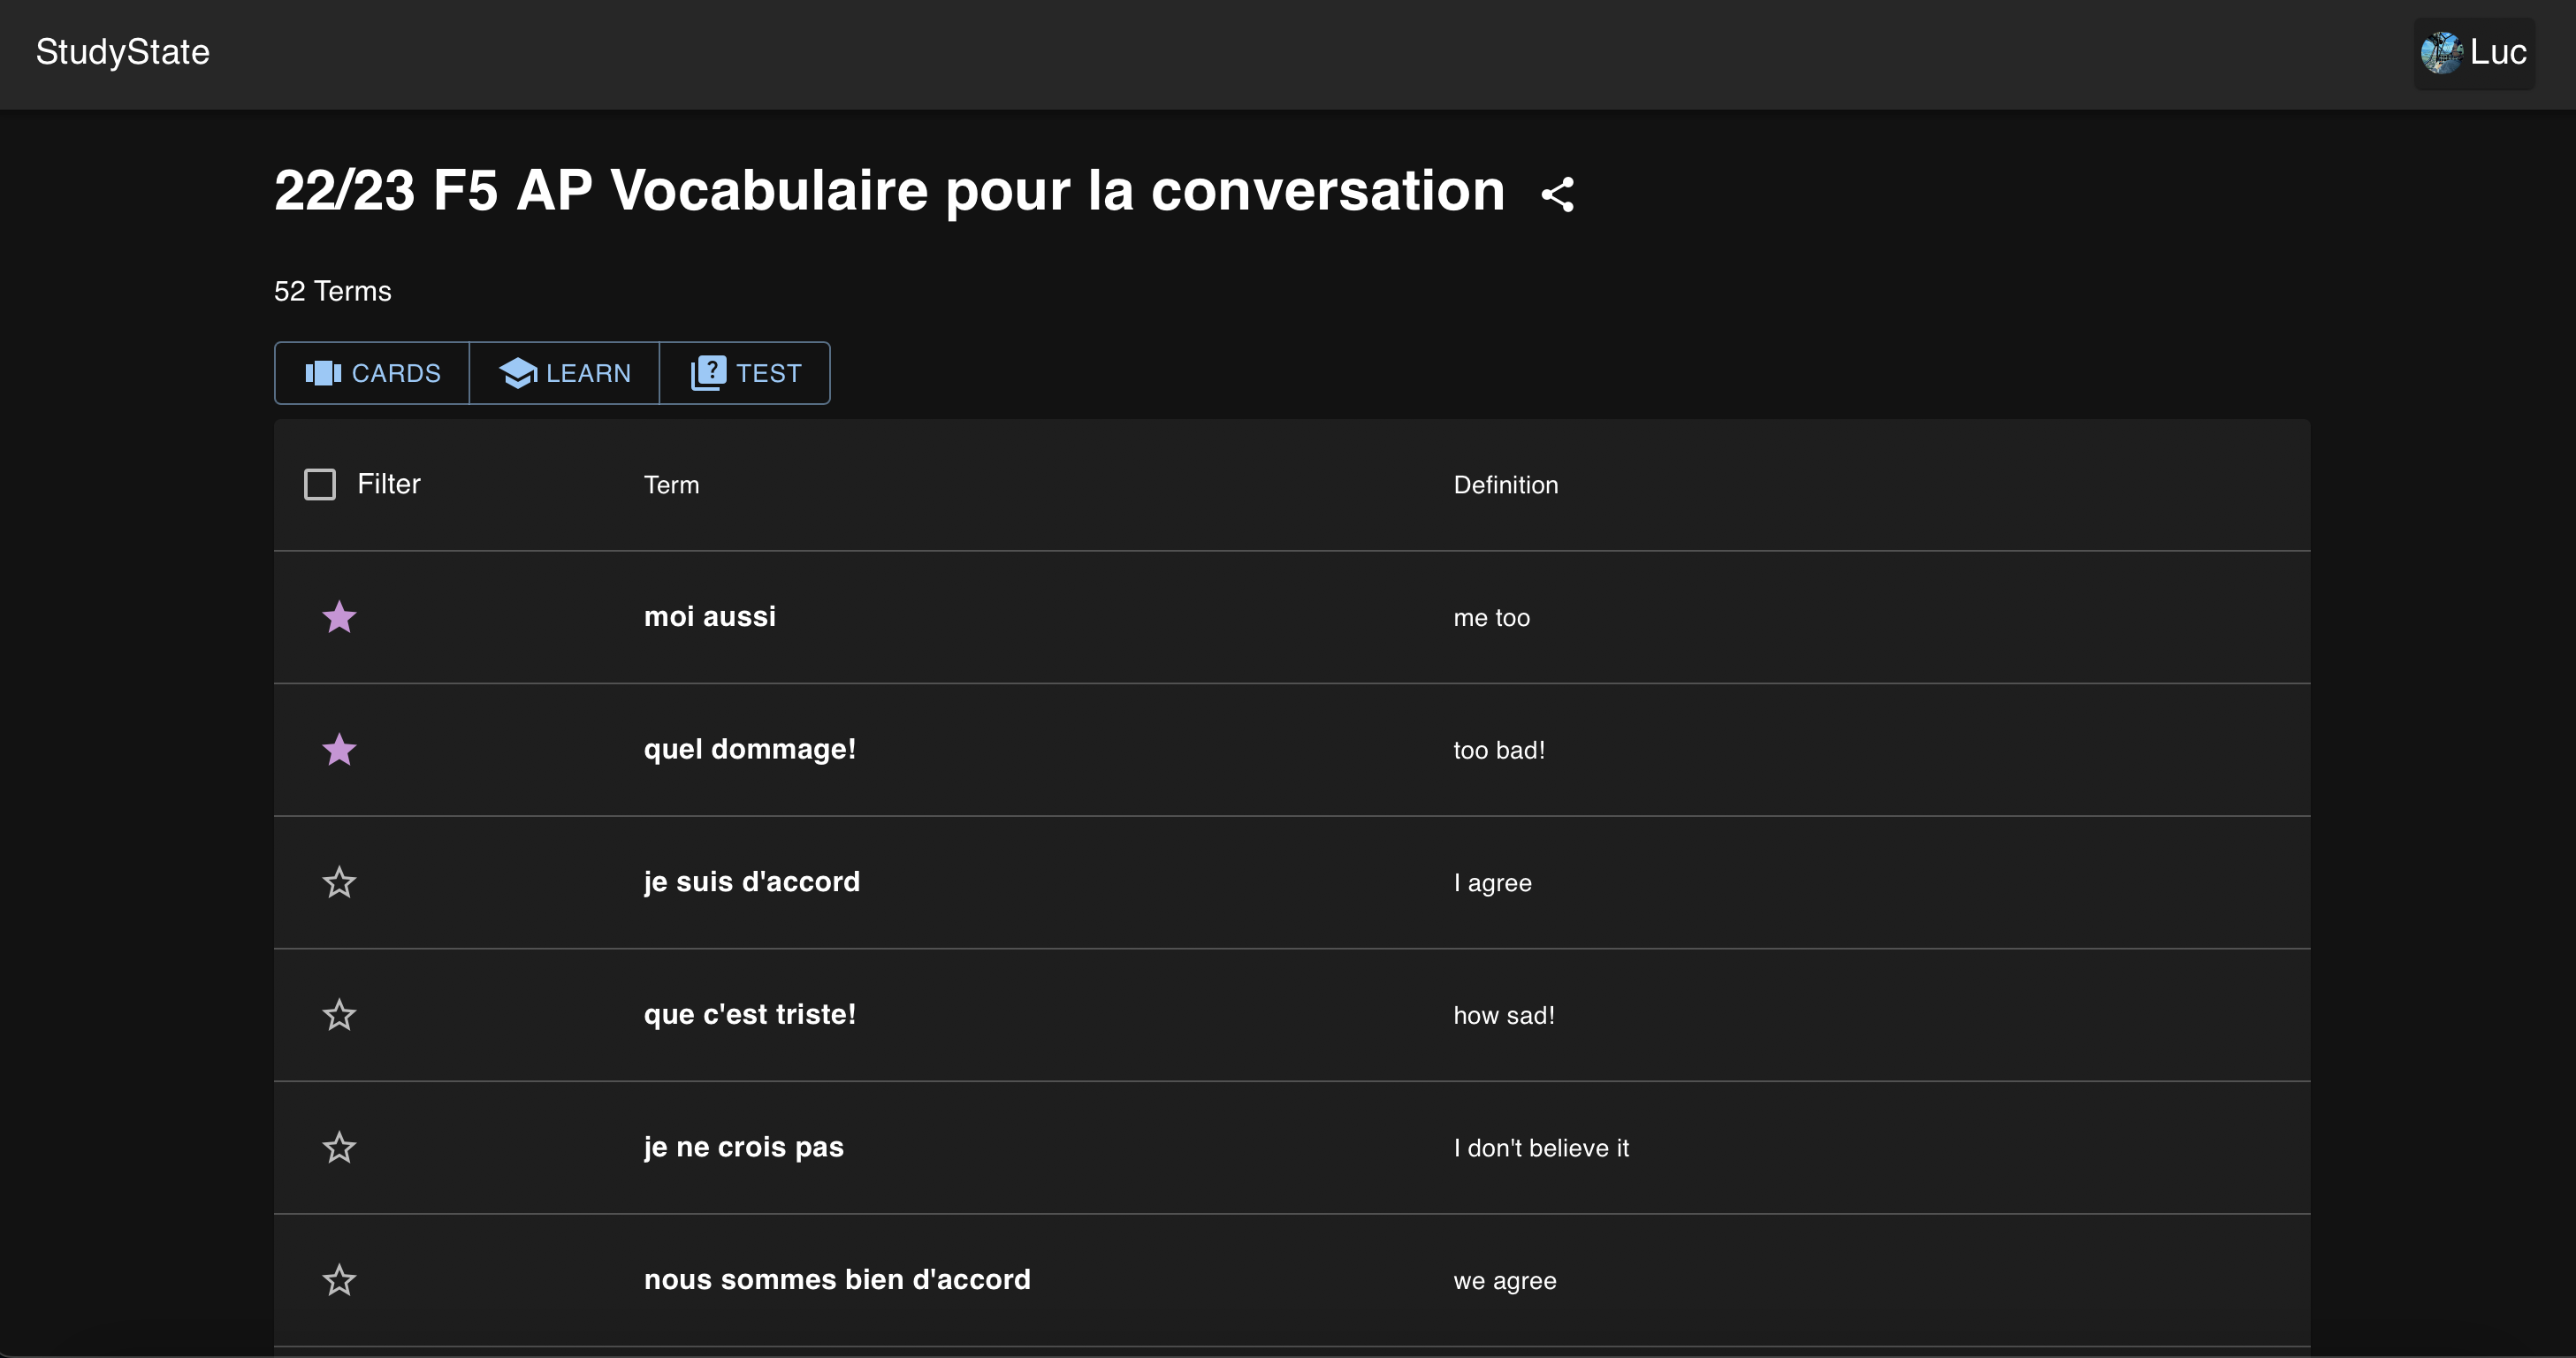 StudyState
Luc
22/23 F5 AP Vocabulaire pour la conversation
52 Terms
CARDS LEARN TEST
Filter Term Definition
moi aussi me too
quel dommage! too bad!
je suis d'accord I agree
que c'est triste! how sad!
je ne crois pas I don't believe it
nous sommes bien d'accord we agree